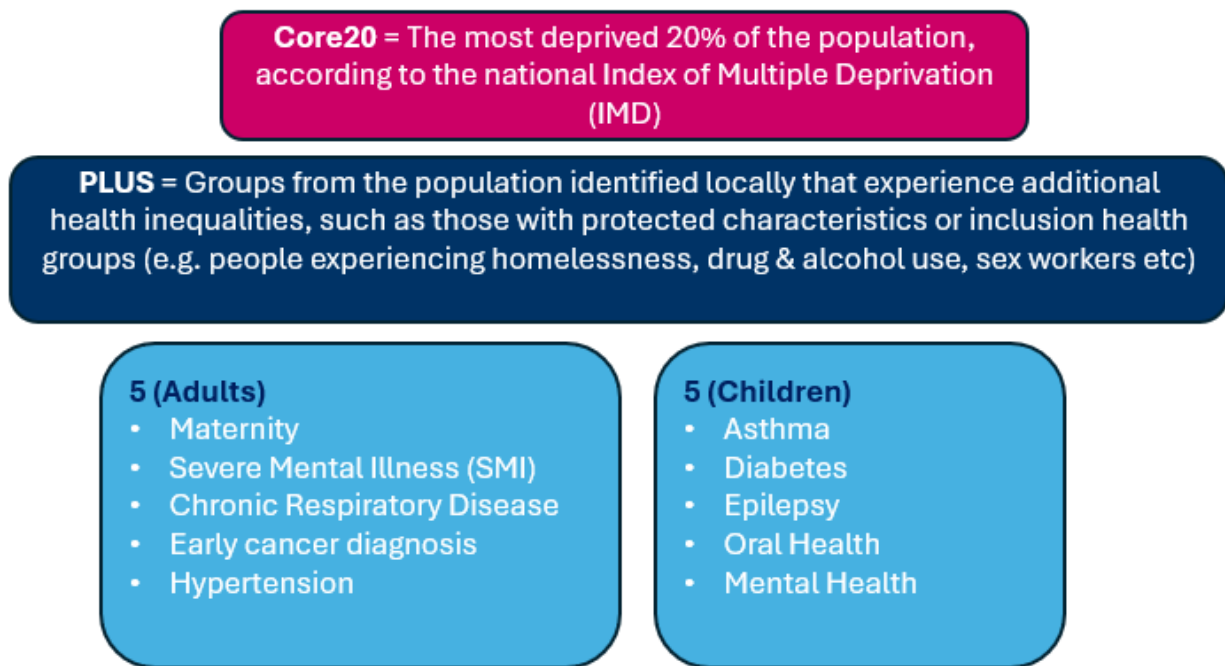 Core20 = The most deprived 20% of the population,
according to the national Index of Multiple Deprivation
(IMD)
PLUS = Groups from the population identified locally that experience additional
health inequalities, such as those with protected characteristics or inclusion health
groups (e.g. people experiencing homelessness, drug & alcohol use, sex workers etc)
5 (Adults)
• Maternity
• Severe Mental Illness (SMI)
• Chronic Respiratory Disease
• Early cancer diagnosis
• Hypertension
5 (Children)
• Asthma
• Diabetes
• Epilepsy
• Oral Health
• Mental Health